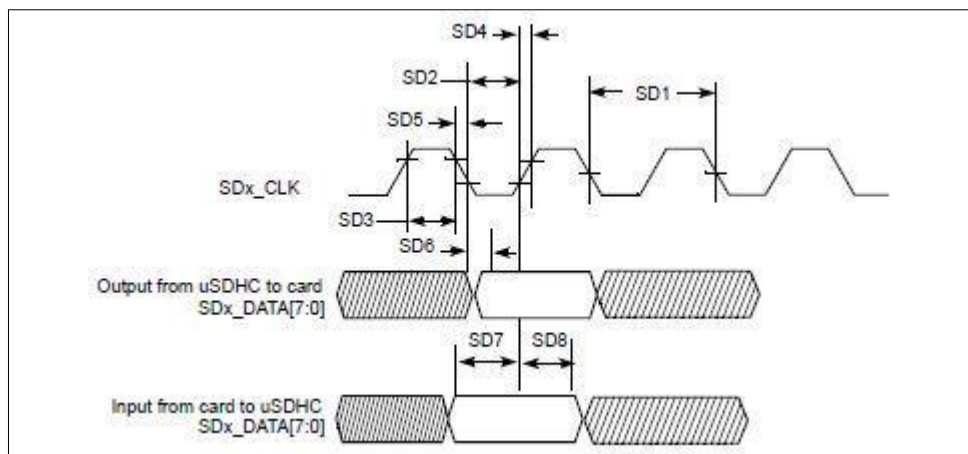 SD4
SD2
SD1
SD5
SDx_CLK
SD3
SD6
Output from uSDHC to card
SDx_DATA[7:0]
SD7
SD8
Input from card to uSDHC
SDx_DATA[7:0]